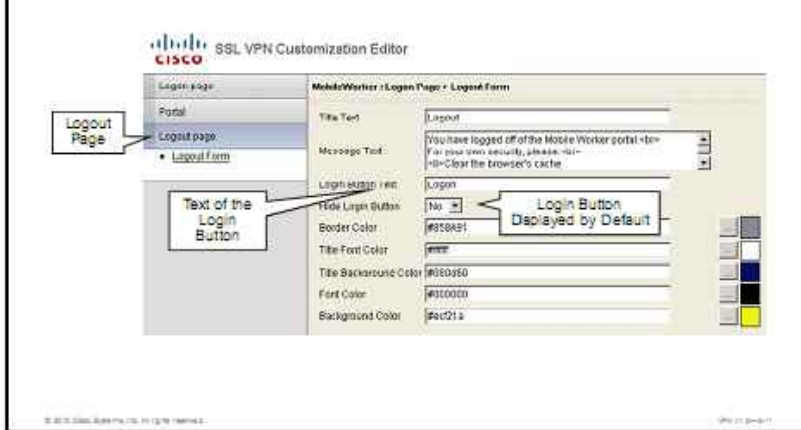 CISCO SSL VPN Customization Editor
Logon page
Portal
Logout page
• Logout Form
MobileWorker : Logon Page > Logout Form
Title Text Logout
Message Text You have logged off of the Mobile Worker portal.<br>
For your own security, please: <br>
<li>Clear the browser's cache
Login Button Text Logon
Hide Login Button No
Border Color #858A91
Title Font Color #ffffff
Title Background Color
Font Color #000000
Background Color #ecf21a
Logout
Page
Text of the
Login
Button
Login Button
Displayed by Default